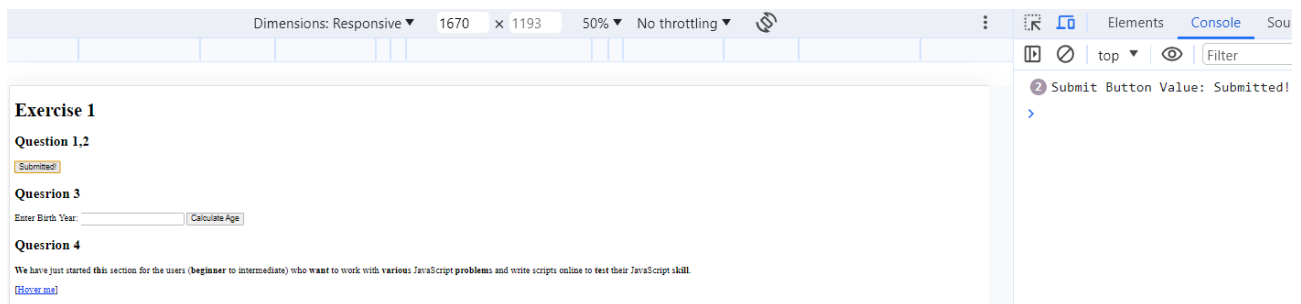 Dimensions: Responsive ▼ 1670 × 1193 50% ▼ No throttling ▼
Elements Console Sou
top ▼ Filter
2 Submit Button Value: Submitted!
Exercise 1
Question 1,2
Submitted!
Quesrion 3
Enter Birth Year: Calculate Age
Quesrion 4
We have just started this section for the users (beginner to intermediate) who want to work with various JavaScript problems and write scripts online to test their JavaScript skill.
[Hover me]